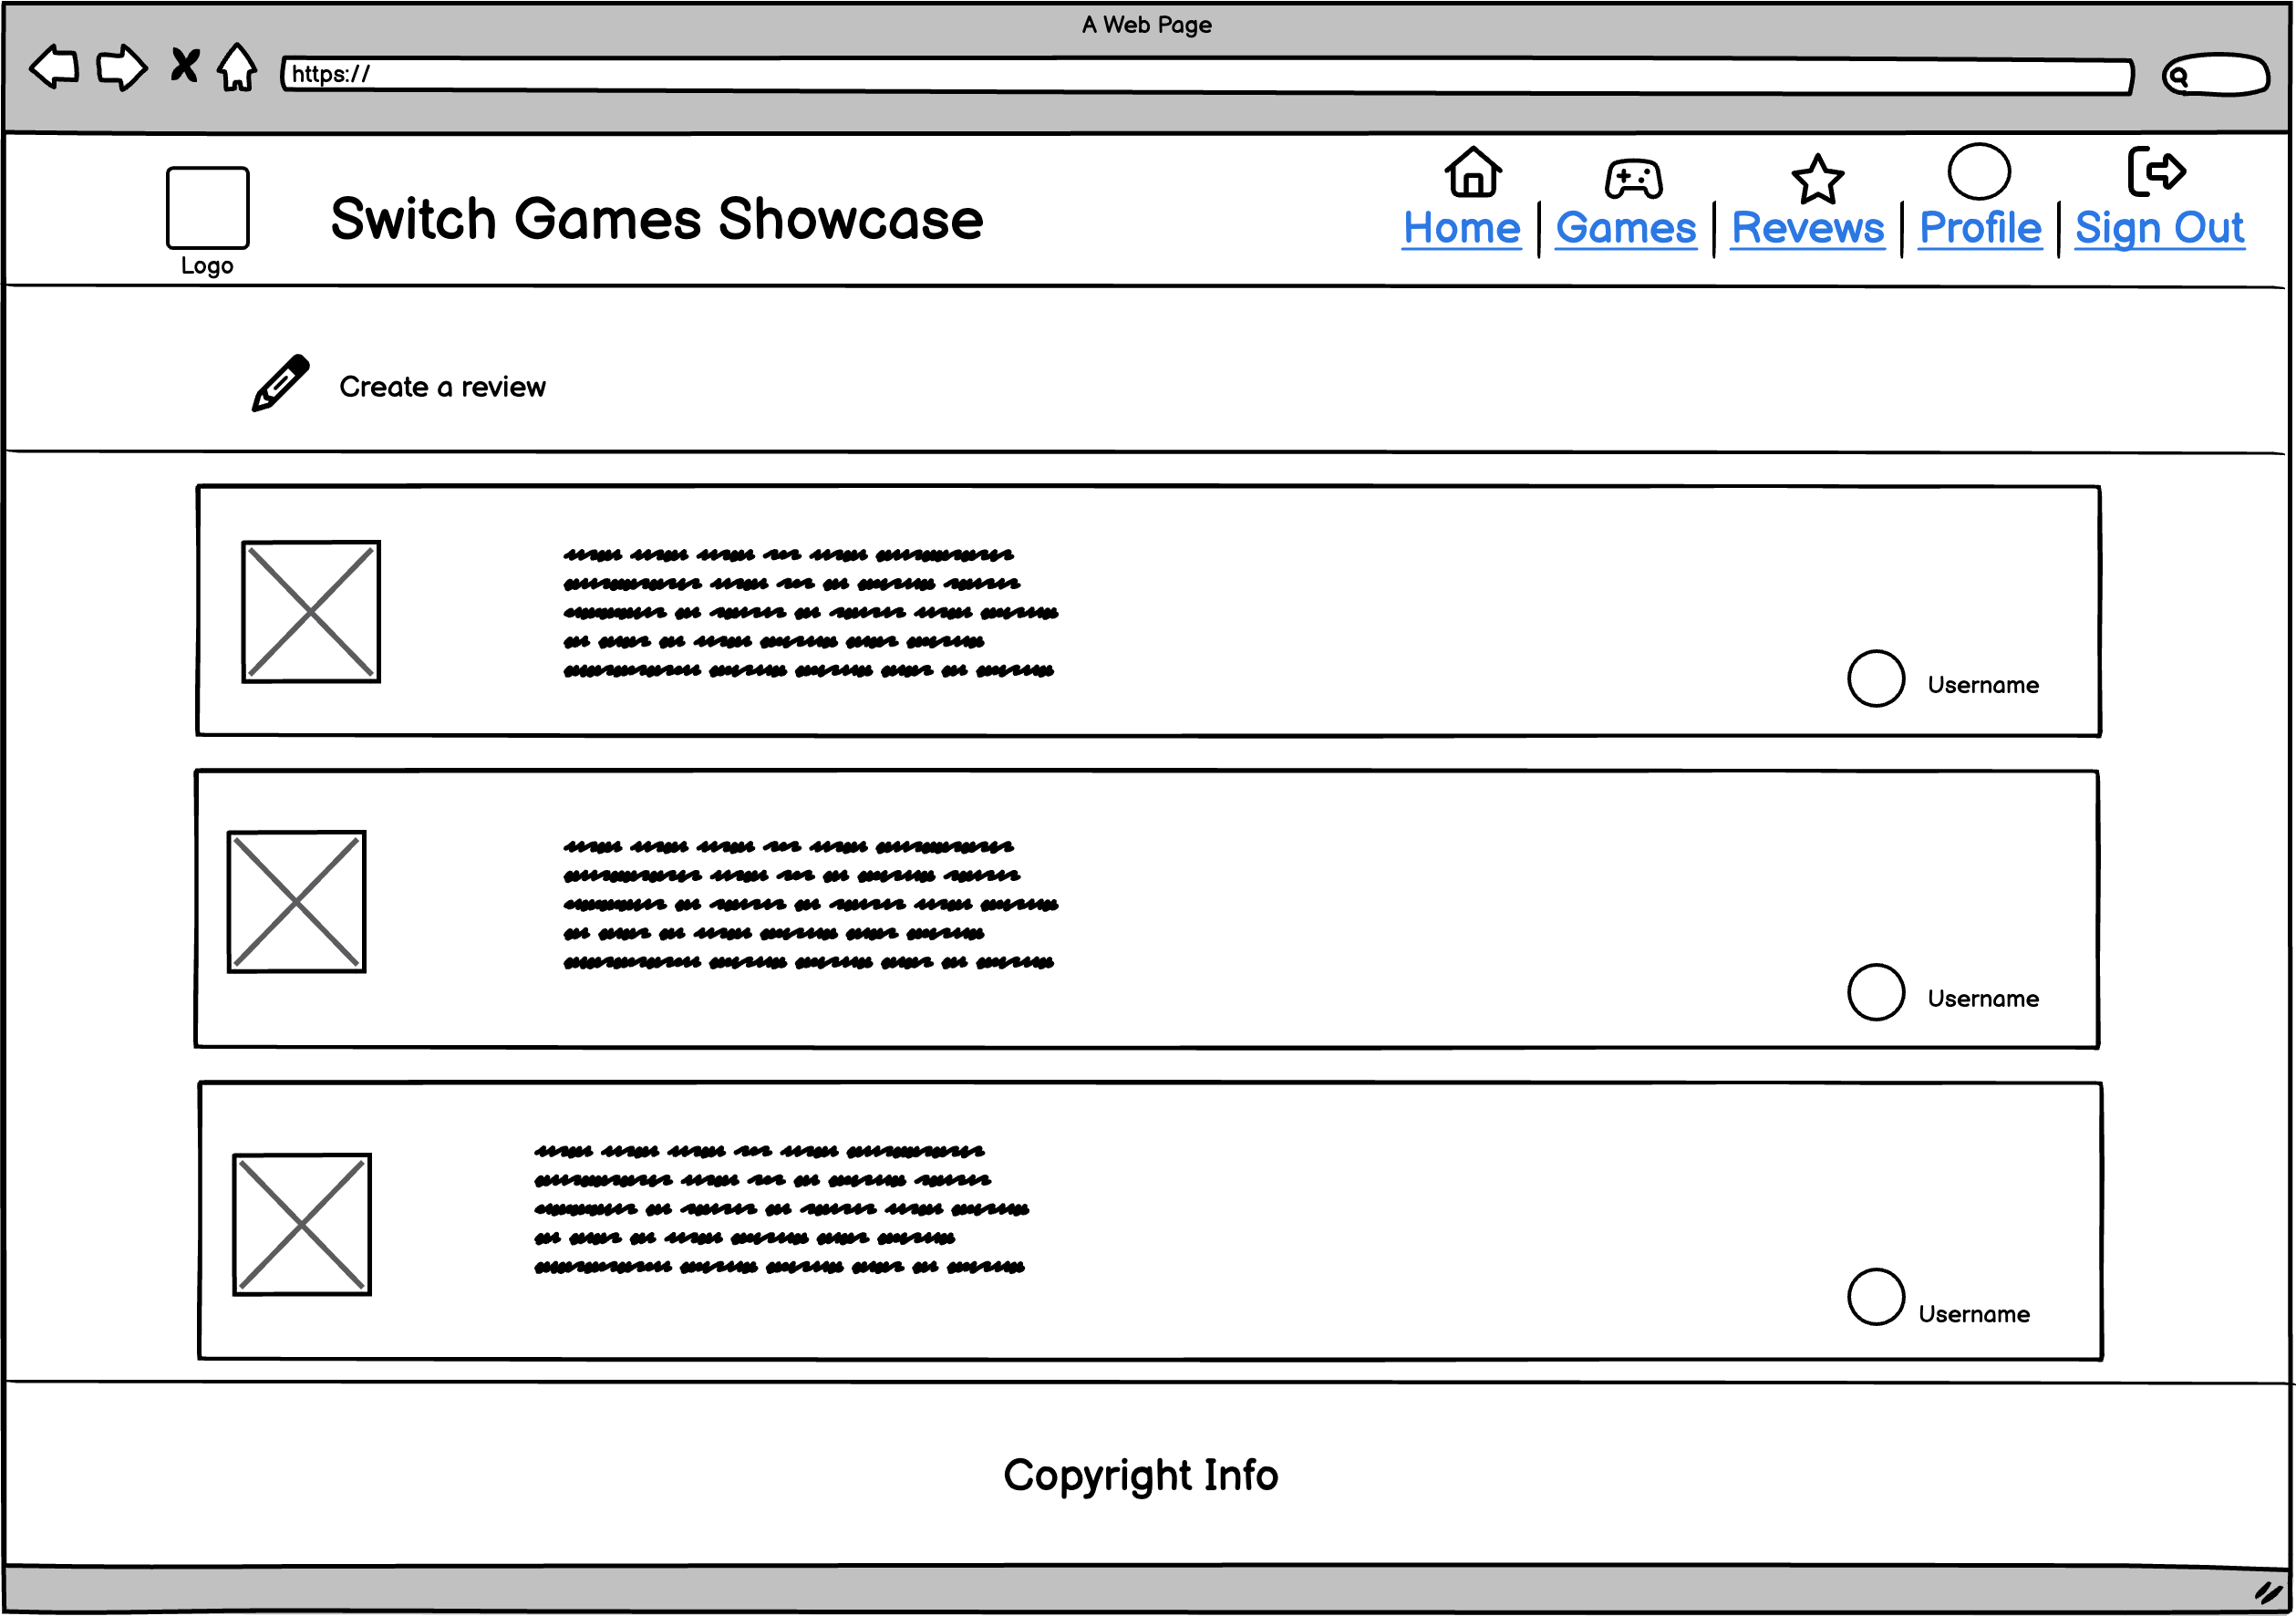 A Web Page
https://
Logo
Switch Games Showcase
Home | Games | Revews | Profile | Sign Out
Create a review
Username
Username
Username
Copyright Info